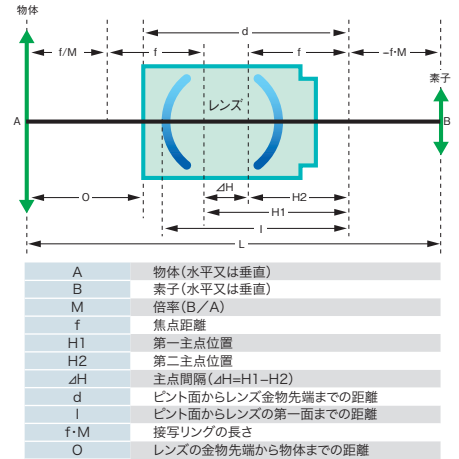 物体
d
f/M
f
f
−f·M
素子
レンズ
A
B
⊿H
H2
O
H1
l
L
A 物体(水平又は垂直)
B 素子(水平又は垂直)
M 倍率(B/A)
f 焦点距離
H1 第一主点位置
H2 第二主点位置
⊿H 主点間隔(⊿H=H1−H2)
d ピント面からレンズ金物先端までの距離
l ピント面からレンズの第一面までの距離
f·M 接写リングの長さ
O レンズの金物先端から物体までの距離